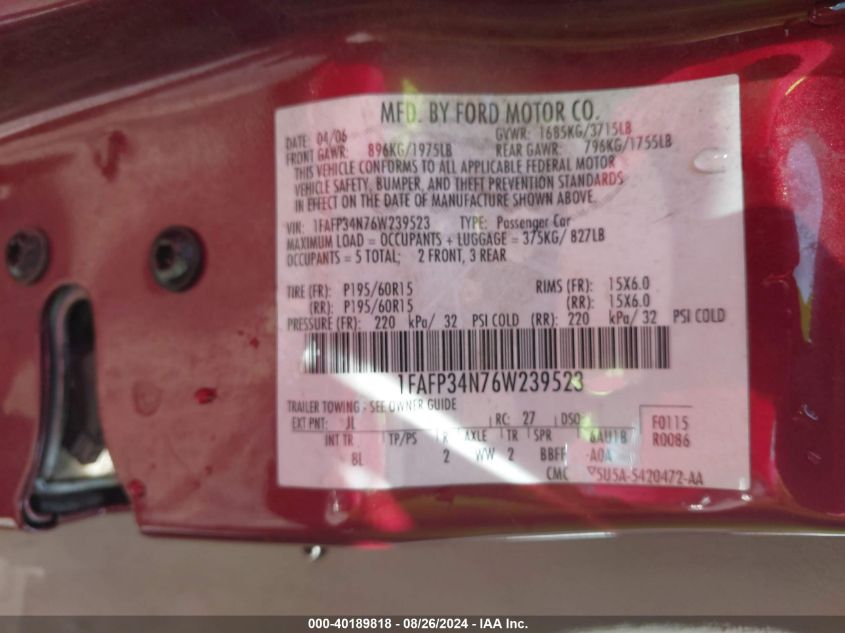 MFD. BY FORD MOTOR CO.
DATE: 04/06 GVWR: 1685KG/3715LB
FRONT GAWR: 896KG/1975LB REAR GAWR: 796KG/1755LB
THIS VEHICLE CONFORMS TO ALL APPLICABLE FEDERAL MOTOR
VEHICLE SAFETY, BUMPER, AND THEFT PREVENTION STANDARDS
IN EFFECT ON THE DATE OF MANUFACTURE SHOWN ABOVE.
VIN: 1FAFP34N76W239523 TYPE: Passenger Car
MAXIMUM LOAD = OCCUPANTS + LUGGAGE = 375KG/ 827LB
OCCUPANTS = 5 TOTAL; 2 FRONT, 3 REAR
TIRE (FR): P195/60R15 RIMS (FR): 15X6.0
(RR): P195/60R15 (RR): 15X6.0
PRESSURE (FR): 220 kPa/ 32 PSI COLD (RR): 220 kPa/ 32 PSI COLD
1FAFP34N76W239523
TRAILER TOWING - SEE OWNER GUIDE
EXT PNT: JL RC: 27 DSO: F0115
INT TR TP/PS R AXLE TR SPR 6AU1B R0086
8L 2 WW 2 BBFF A0A
CMC 5U5A-5420472-AA
000-40189818 - 08/26/2024 - IAA Inc.